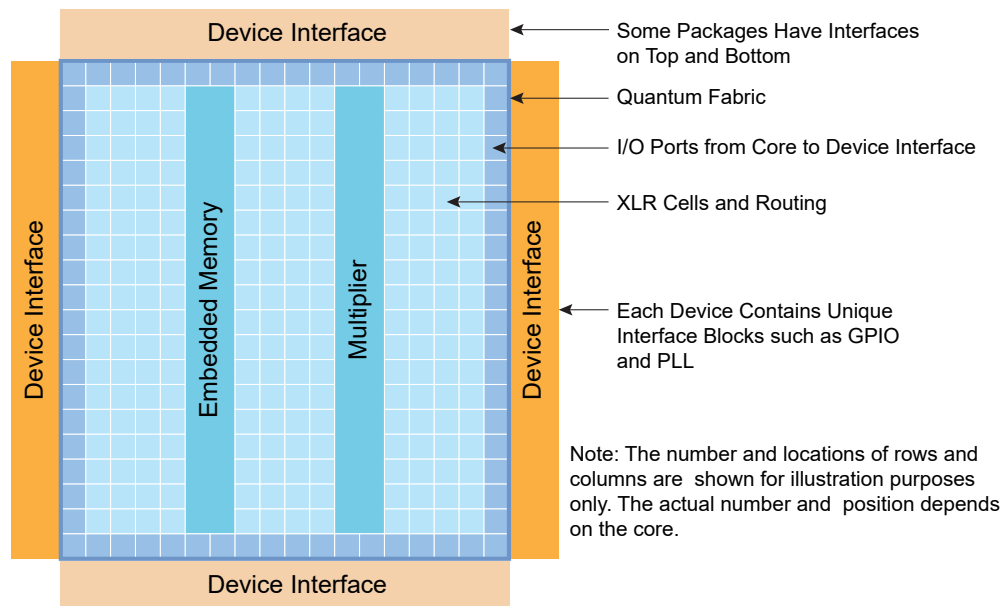 Device Interface
Some Packages Have Interfaces
on Top and Bottom
Quantum Fabric
I/O Ports from Core to Device Interface
XLR Cells and Routing
Device Interface
Embedded Memory
Multiplier
Device Interface
Each Device Contains Unique
Interface Blocks such as GPIO
and PLL
Note: The number and locations of rows and
columns are shown for illustration purposes
only. The actual number and position depends
on the core.
Device Interface